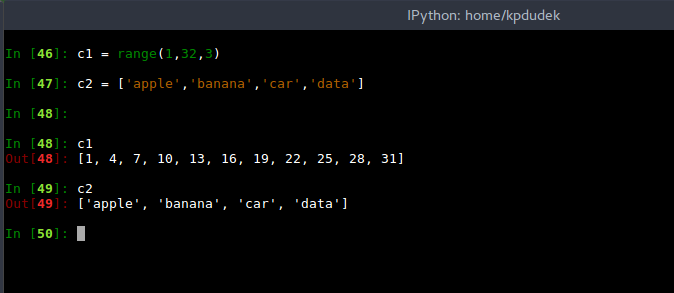 IPython: home/kpdudek
In [46]: c1 = range(1,32,3)
In [47]: c2 = ['apple','banana','car','data']
In [48]:
In [48]: c1
Out[48]: [1, 4, 7, 10, 13, 16, 19, 22, 25, 28, 31]
In [49]: c2
Out[49]: ['apple', 'banana', 'car', 'data']
In [50]: